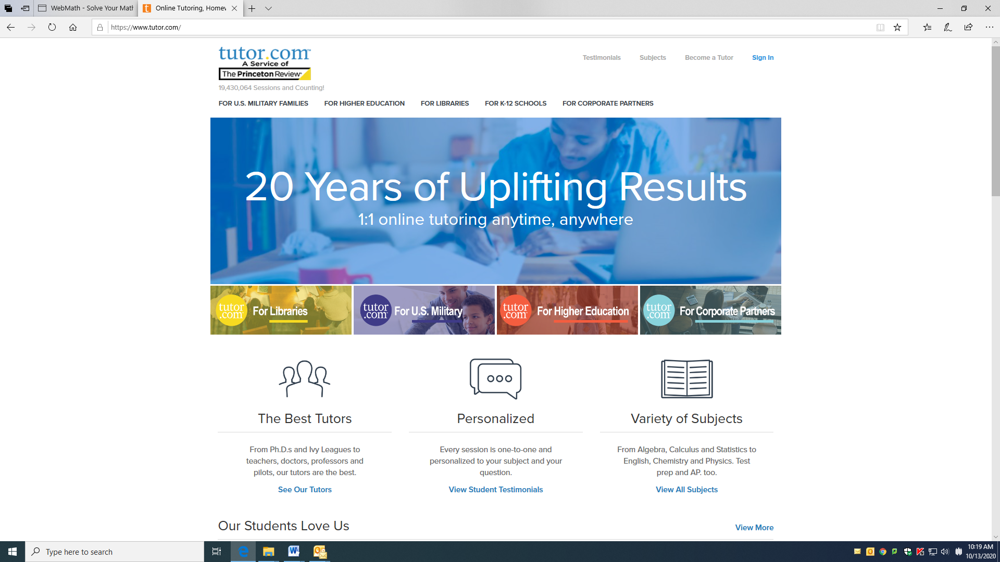 WebMath - Solve Your Math
Online Tutoring, Homew
https://www.tutor.com/
tutor.com™
A Service of
The Princeton Review
19,430,064 Sessions and Counting!
Testimonials Subjects Become a Tutor Sign In
FOR U.S. MILITARY FAMILIES FOR HIGHER EDUCATION FOR LIBRARIES FOR K-12 SCHOOLS FOR CORPORATE PARTNERS
20 Years of Uplifting Results
1:1 online tutoring anytime, anywhere
tutor
.com
For Libraries
tutor
.com
For U.S. Military
tutor
.com
For Higher Education
tutor
.com
For Corporate Partners
The Best Tutors
From Ph.D.s and Ivy Leagues to
teachers, doctors, professors and
pilots, our tutors are the best.
See Our Tutors
Personalized
Every session is one-to-one and
personalized to your subject and your
question.
View Student Testimonials
Variety of Subjects
From Algebra, Calculus and Statistics to
English, Chemistry and Physics. Test
prep and AP. too.
View All Subjects
Our Students Love Us
View More
Type here to search
10:19 AM
10/13/2020